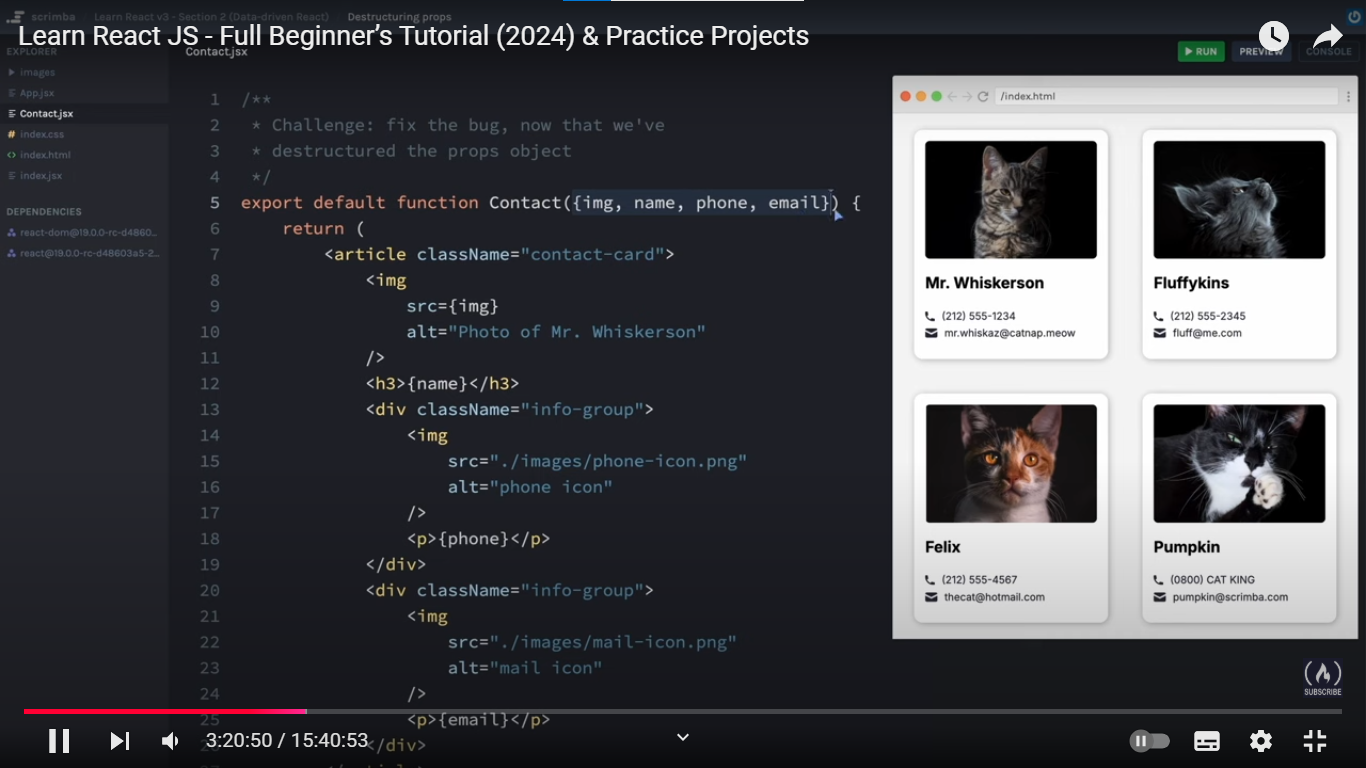 scrimba
Learn React v3 - Section 2 (Data-driven React)
Destructuring props
Learn React JS - Full Beginner’s Tutorial (2024) & Practice Projects
EXPLORER
Contact.jsx
RUN
PREVIEW
CONSOLE
images
App.jsx
Contact.jsx
index.css
index.html
index.jsx
DEPENDENCIES
react-dom@19.0.0-rc-d4860...
react@19.0.0-rc-d48603a5-2...
1 /**
2 * Challenge: fix the bug, now that we've
3 * destructured the props object
4 */
5 export default function Contact({img, name, phone, email}) {
6 return (
7 <article className="contact-card">
8 <img
9 src={img}
10 alt="Photo of Mr. Whiskerson"
11 />
12 <h3>{name}</h3>
13 <div className="info-group">
14 <img
15 src="./images/phone-icon.png"
16 alt="phone icon"
17 />
18 <p>{phone}</p>
19 </div>
20 <div className="info-group">
21 <img
22 src="./images/mail-icon.png"
23 alt="mail icon"
24 />
25 <p>{email}</p>
</div>
/index.html
Mr. Whiskerson
(212) 555-1234
mr.whiskaz@catnap.meow
Fluffykins
(212) 555-2345
fluff@me.com
Felix
(212) 555-4567
thecat@hotmail.com
Pumpkin
(0800) CAT KING
pumpkin@scrimba.com
SUBSCRIBE
3:20:50 / 15:40:53